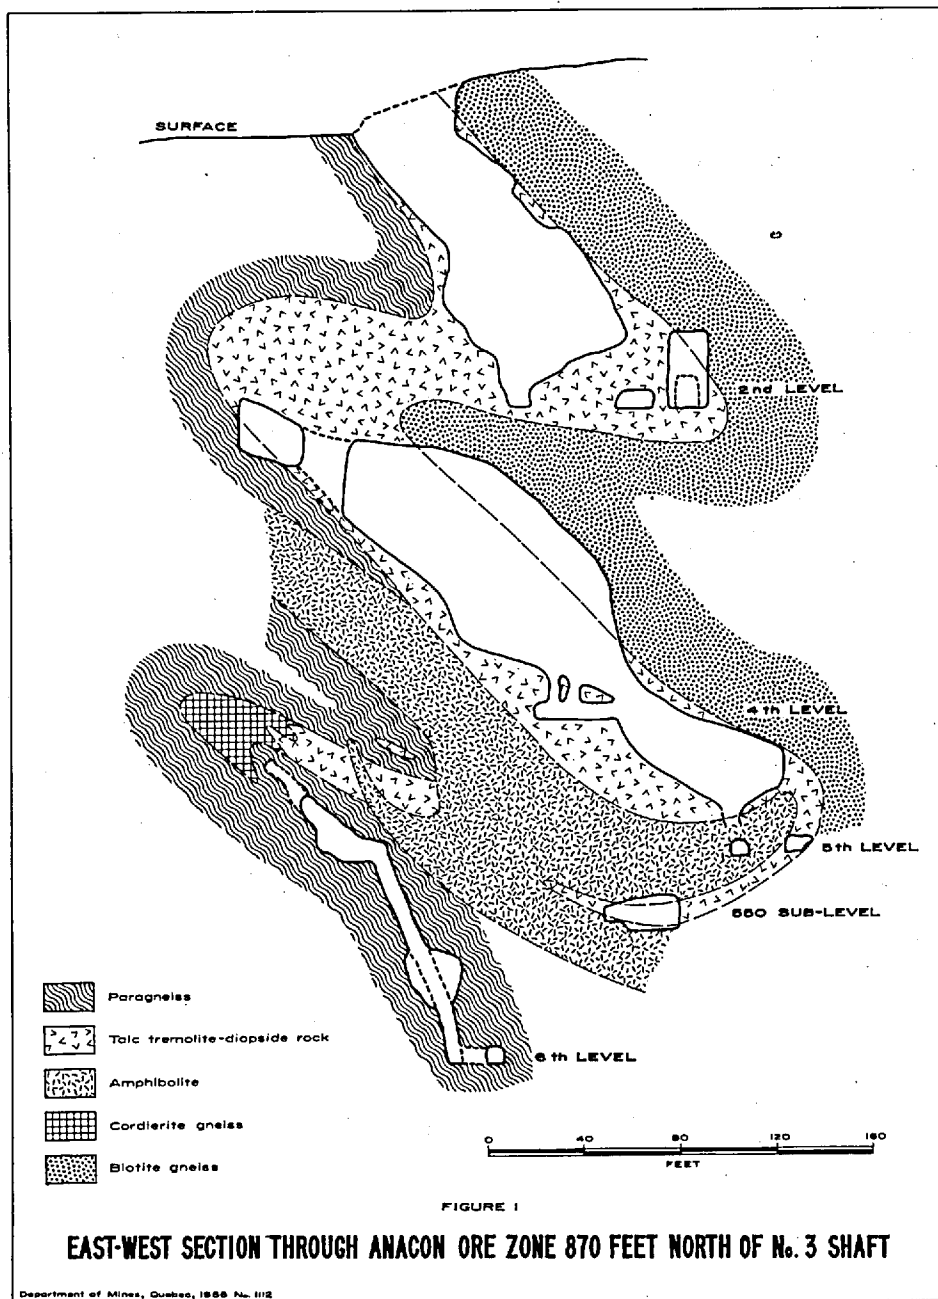 SURFACE
2nd LEVEL
4th LEVEL
5th LEVEL
550 SUB-LEVEL
6th LEVEL
Paragneiss
Talc tremolite-diopside rock
Amphibolite
Cordierite gneiss
Biotite gneiss
0 40 80 120 160
FEET
FIGURE 1
EAST-WEST SECTION THROUGH ANACON ORE ZONE 870 FEET NORTH OF No. 3 SHAFT
Department of Mines, Quebec, 1956 No. 1112